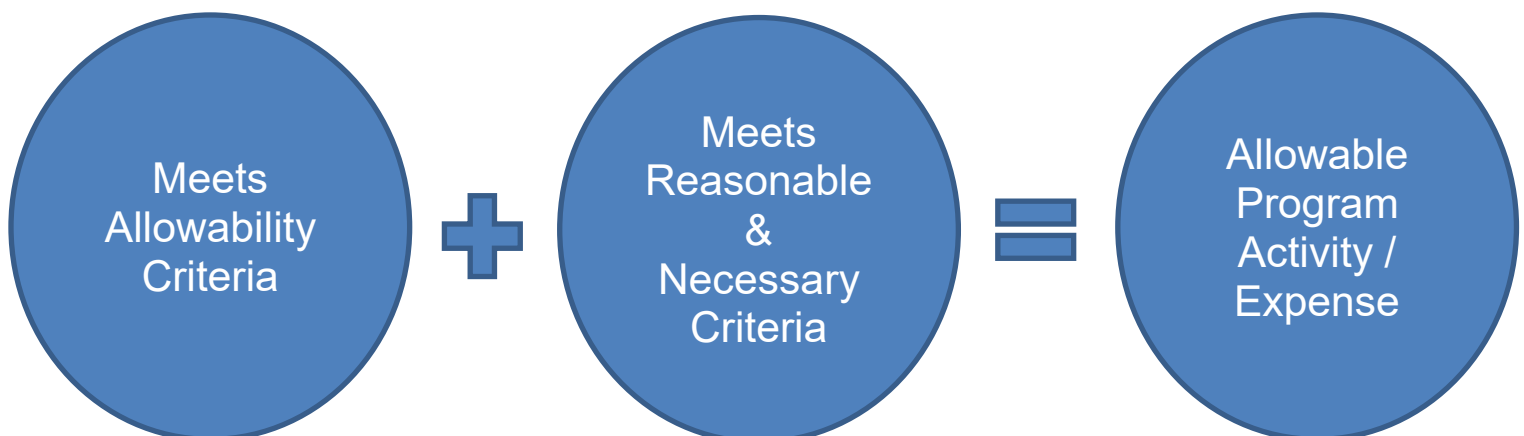 Meets
Allowability
Criteria
Meets
Reasonable
&
Necessary
Criteria
Allowable
Program
Activity /
Expense